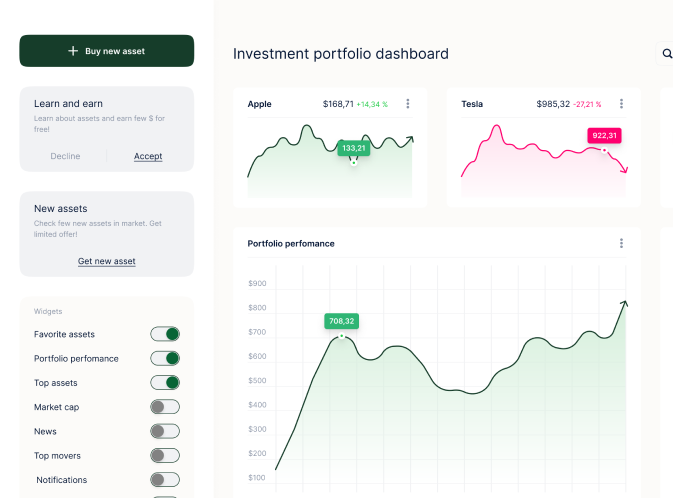 Buy new asset
Learn and earn
Learn about assets and earn few $ for
free!
Decline
Accept
New assets
Check few new assets in market. Get
limited offer!
Get new asset
Widgets
Favorite assets
Portfolio perfomance
Top assets
Market cap
News
Top movers
Notifications
Investment portfolio dashboard
Apple $168,71 +14,34 %
133,21
Tesla $985,32 -27,21 %
922,31
Portfolio perfomance
$900
$800
$700
$600
$500
$400
$300
$200
$100
708,32